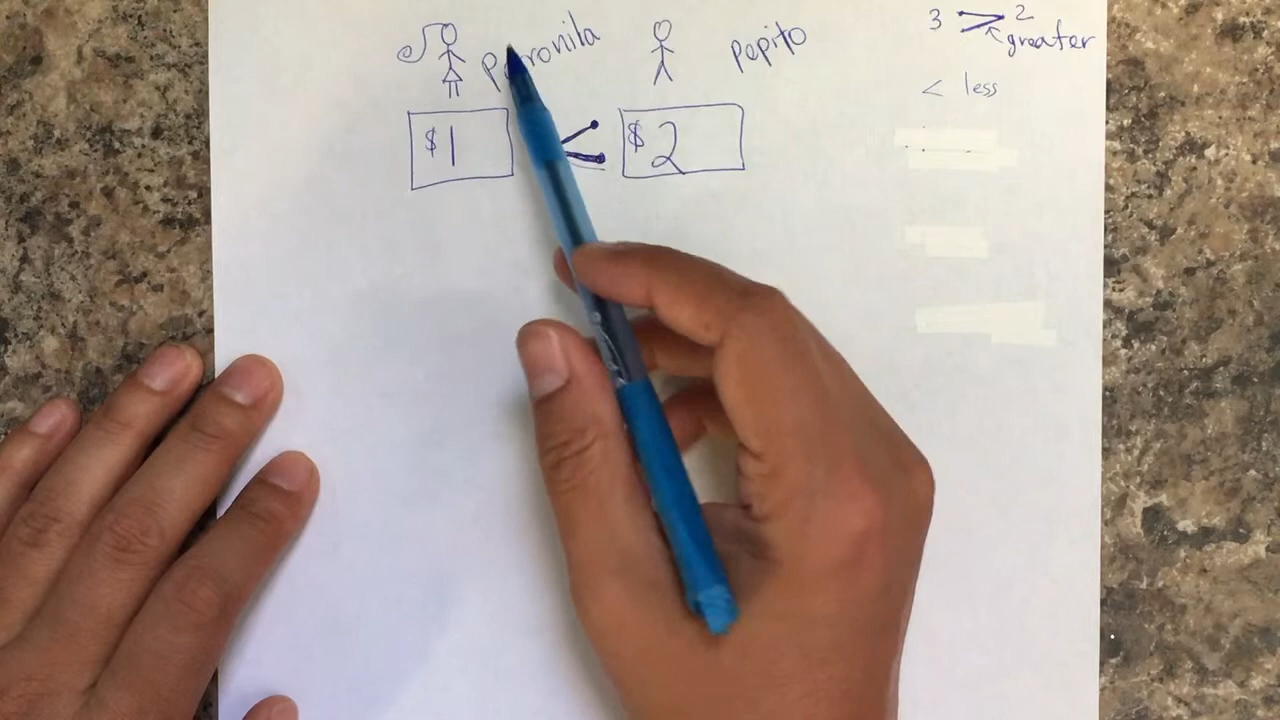 Pepito
$1 < $2
3 > 2
greater
< less